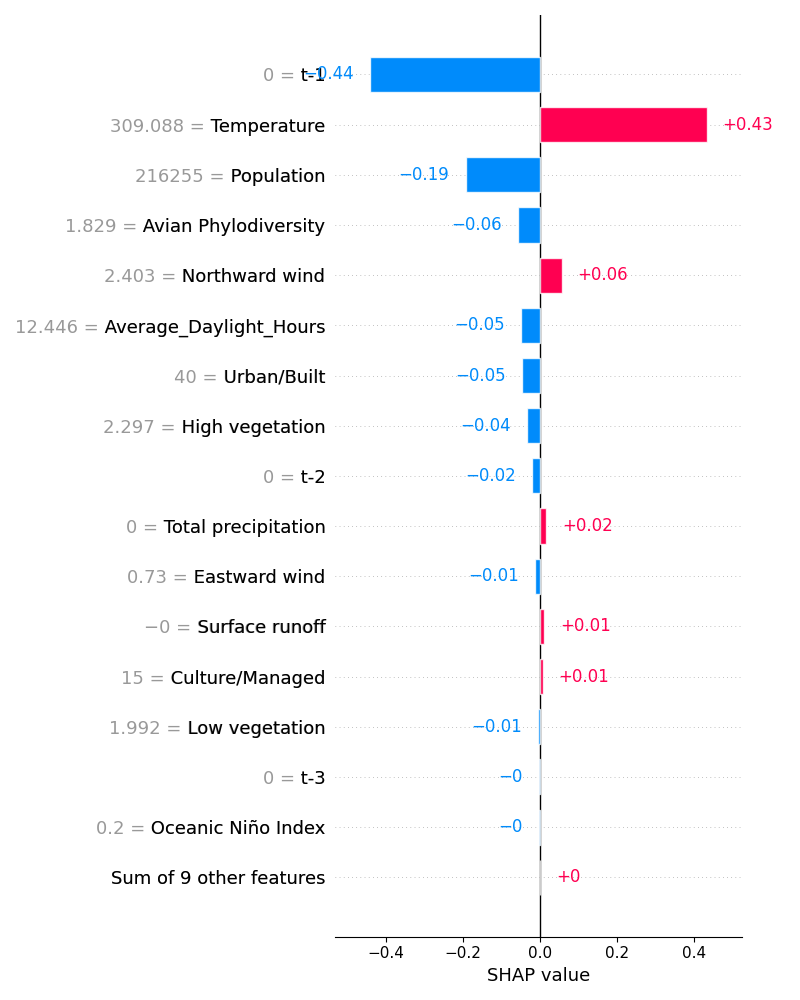 0 = t-1 −0.44
309.088 = Temperature +0.43
216255 = Population −0.19
1.829 = Avian Phylodiversity −0.06
2.403 = Northward wind +0.06
12.446 = Average_Daylight_Hours −0.05
40 = Urban/Built −0.05
2.297 = High vegetation −0.04
0 = t-2 −0.02
0 = Total precipitation +0.02
0.73 = Eastward wind −0.01
−0 = Surface runoff +0.01
15 = Culture/Managed +0.01
1.992 = Low vegetation −0.01
0 = t-3 −0
0.2 = Oceanic Niño Index −0
Sum of 9 other features +0
−0.4 −0.2 0.0 0.2 0.4
SHAP value